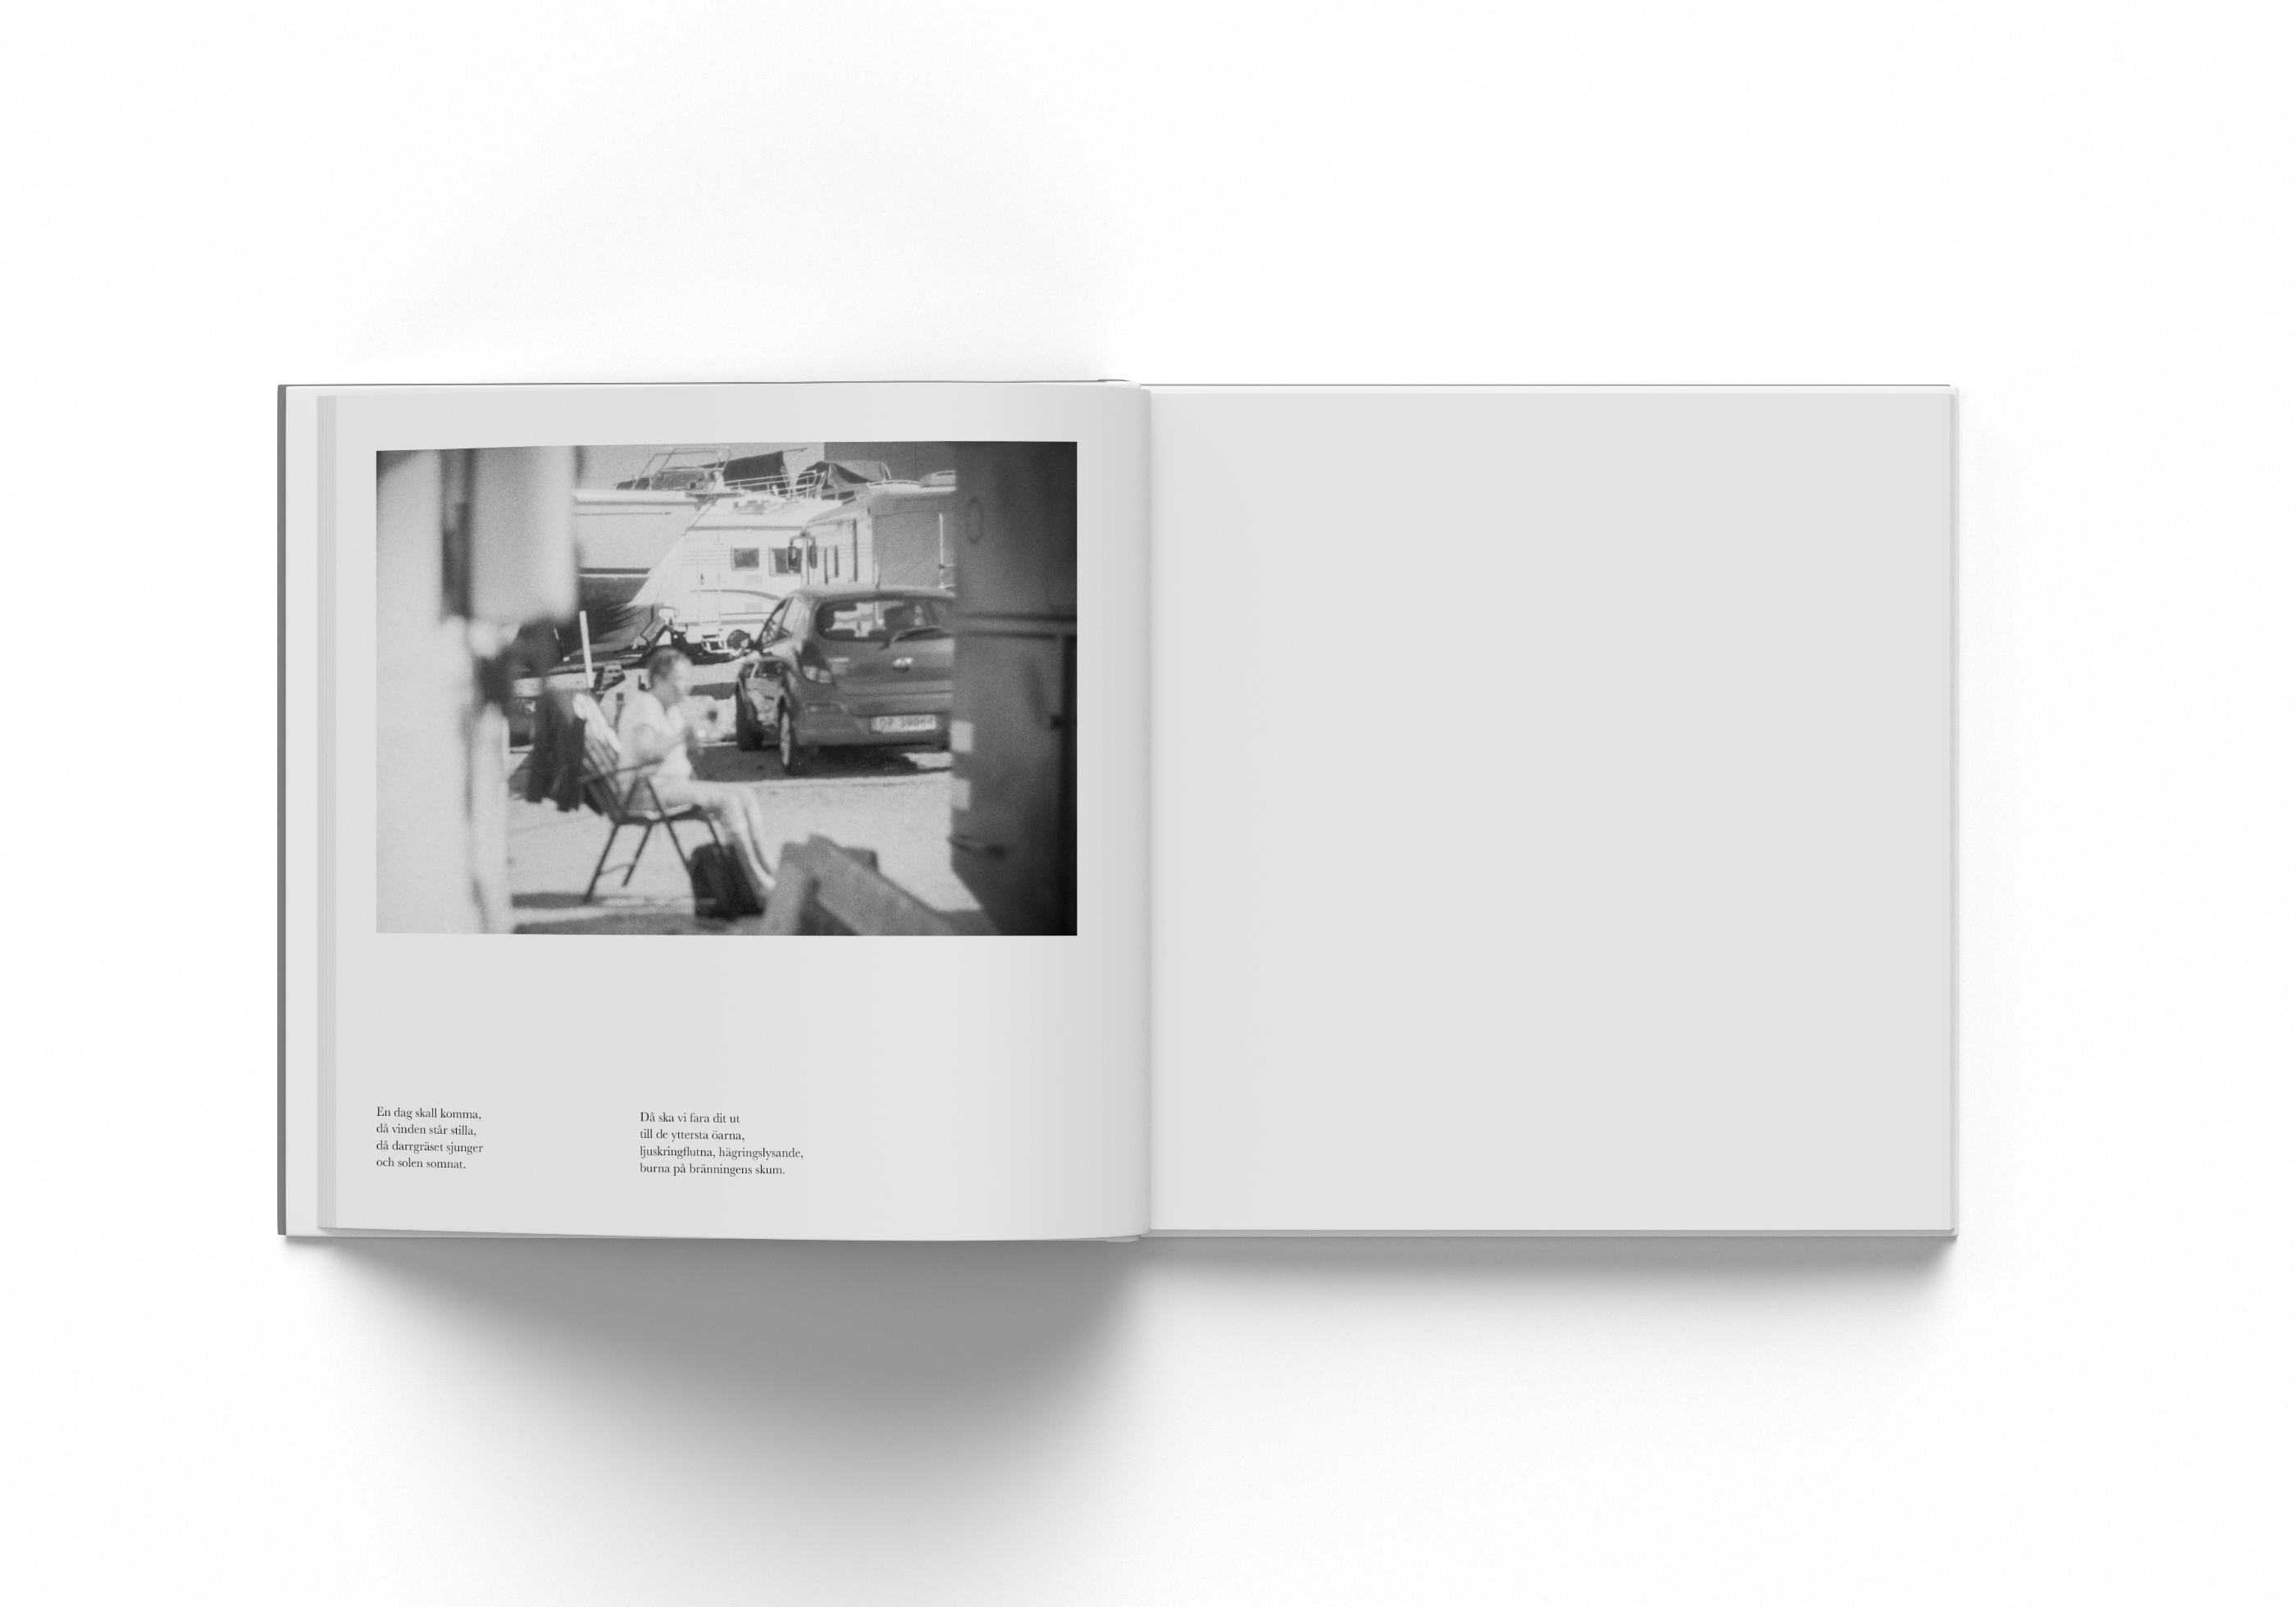 DP 39064
En dag skall komma,
då vinden står stilla,
då darrgräset sjunger
och solen somnat.
Då ska vi fara dit ut
till de yttersta öarna,
ljuskringflutna, hägringslysande,
burna på bränningens skum.